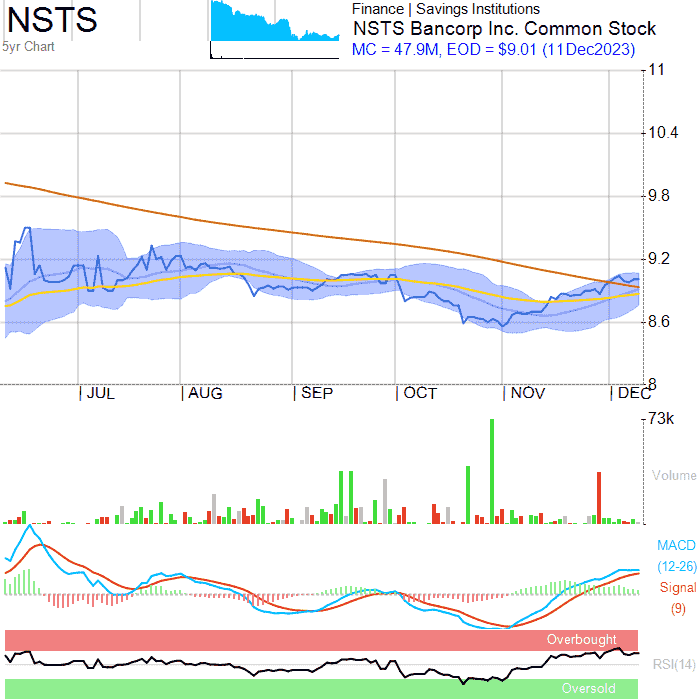 NSTS
5yr Chart
Finance | Savings Institutions
NSTS Bancorp Inc. Common Stock
MC = 47.9M, EOD = $9.01 (11Dec2023)
11
10.4
9.8
9.2
8.6
8
JUL
AUG
SEP
OCT
NOV
DEC
73k
Volume
MACD
(12-26)
Signal
(9)
Overbought
RSI(14)
Oversold